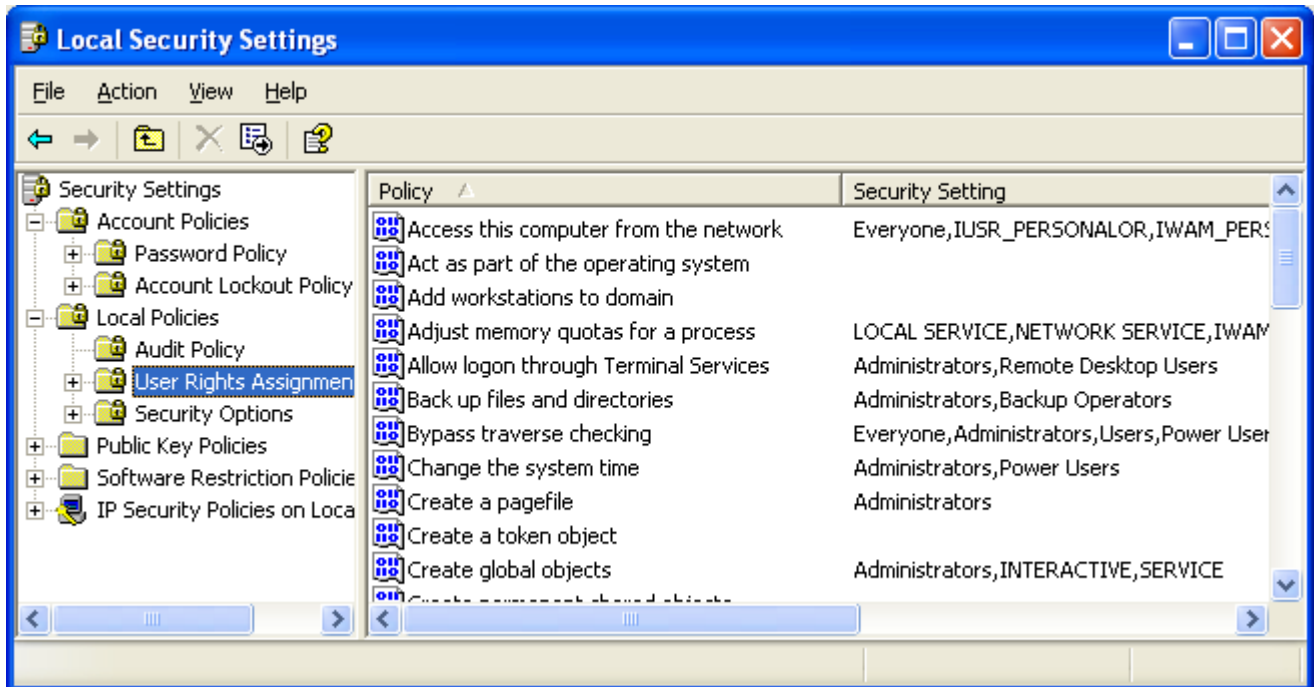 Local Security Settings
File Action View Help
Security Settings
Account Policies
Password Policy
Account Lockout Policy
Local Policies
Audit Policy
User Rights Assignmen
Security Options
Public Key Policies
Software Restriction Policie
IP Security Policies on Loca
Policy Security Setting
Access this computer from the network Everyone,IUSR_PERSONALOR,IWAM_PERS
Act as part of the operating system
Add workstations to domain
Adjust memory quotas for a process LOCAL SERVICE,NETWORK SERVICE,IWAM
Allow logon through Terminal Services Administrators,Remote Desktop Users
Back up files and directories Administrators,Backup Operators
Bypass traverse checking Everyone,Administrators,Users,Power User
Change the system time Administrators,Power Users
Create a pagefile Administrators
Create a token object
Create global objects Administrators,INTERACTIVE,SERVICE
Create permanent shared objects